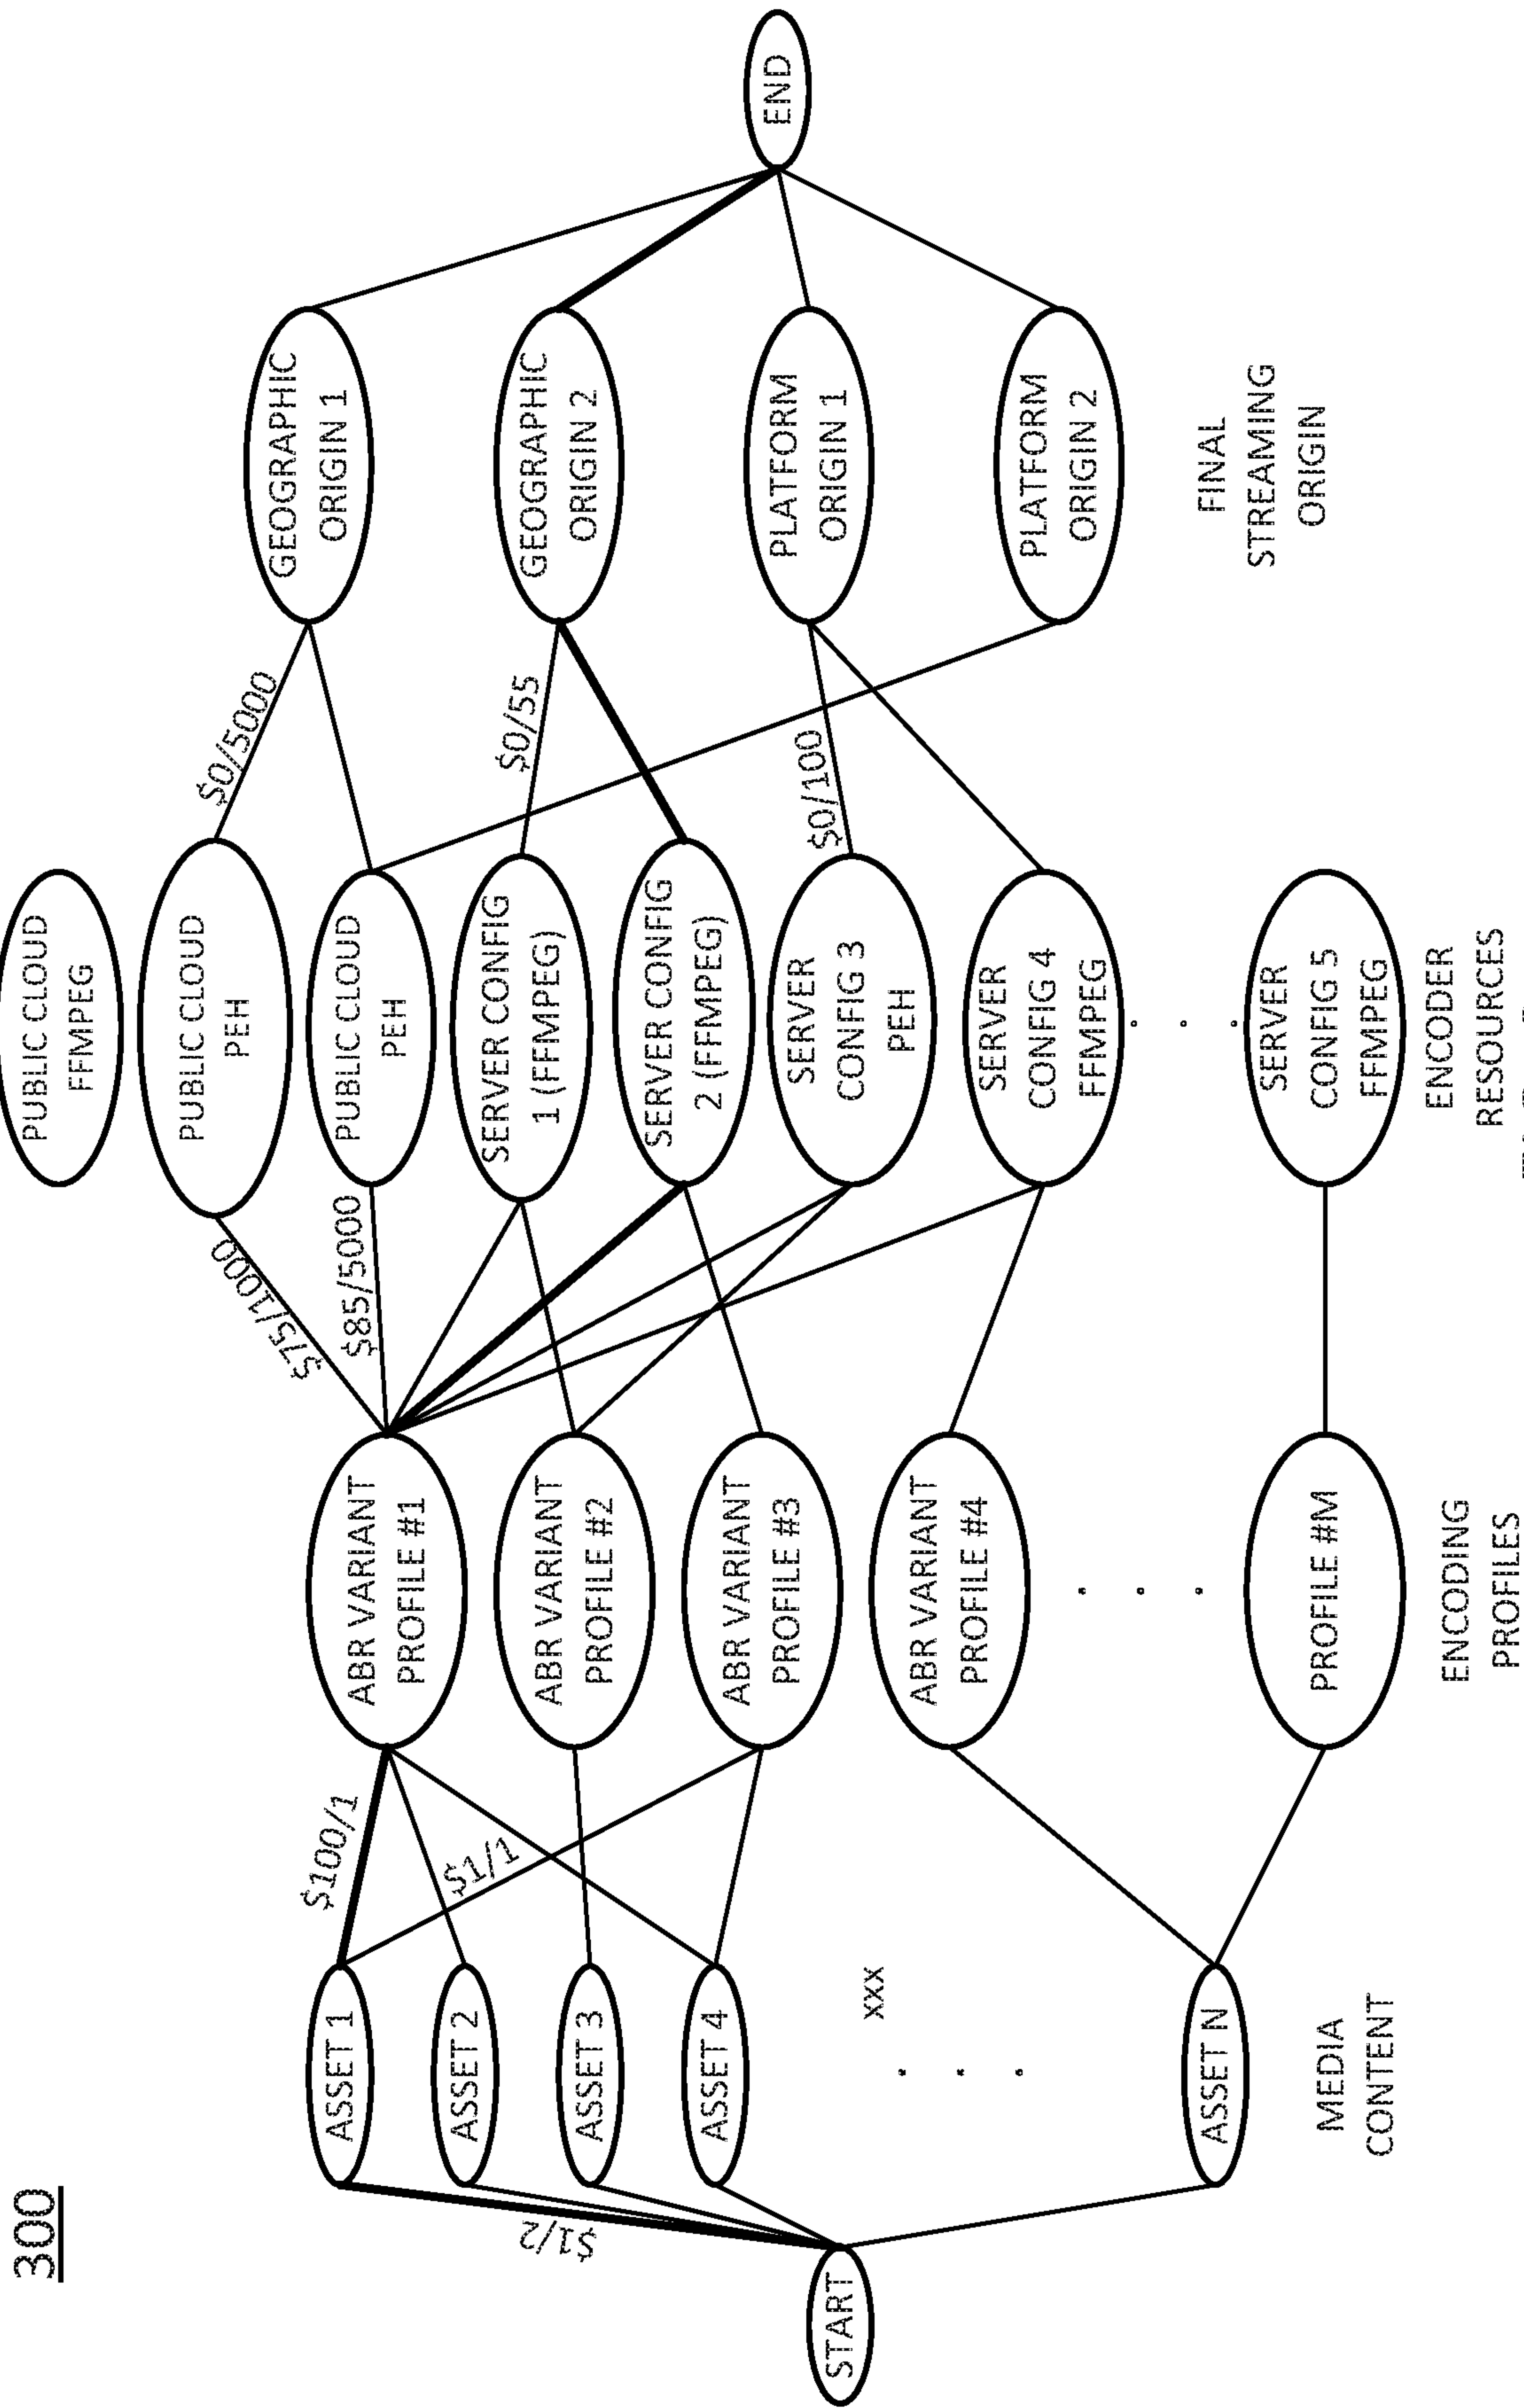 300
START
$1/2
ASSET 1
ASSET 2
ASSET 3
ASSET 4
XXX
ASSET N
MEDIA
CONTENT
$100/1
$1/1
ABR VARIANT
PROFILE #1
ABR VARIANT
PROFILE #2
ABR VARIANT
PROFILE #3
ABR VARIANT
PROFILE #4
PROFILE #M
ENCODING
PROFILES
$75/1000
$85/5000
PUBLIC CLOUD
FFMPEG
PUBLIC CLOUD
PEH
PUBLIC CLOUD
PEH
SERVER CONFIG
1 (FFMPEG)
SERVER CONFIG
2 (FFMPEG)
SERVER
CONFIG 3
PEH
SERVER
CONFIG 4
FFMPEG
SERVER
CONFIG 5
FFMPEG
ENCODER
RESOURCES
$0/5000
$0/55
$0/100
GEOGRAPHIC
ORIGIN 1
GEOGRAPHIC
ORIGIN 2
PLATFORM
ORIGIN 1
PLATFORM
ORIGIN 2
FINAL
STREAMING
ORIGIN
END